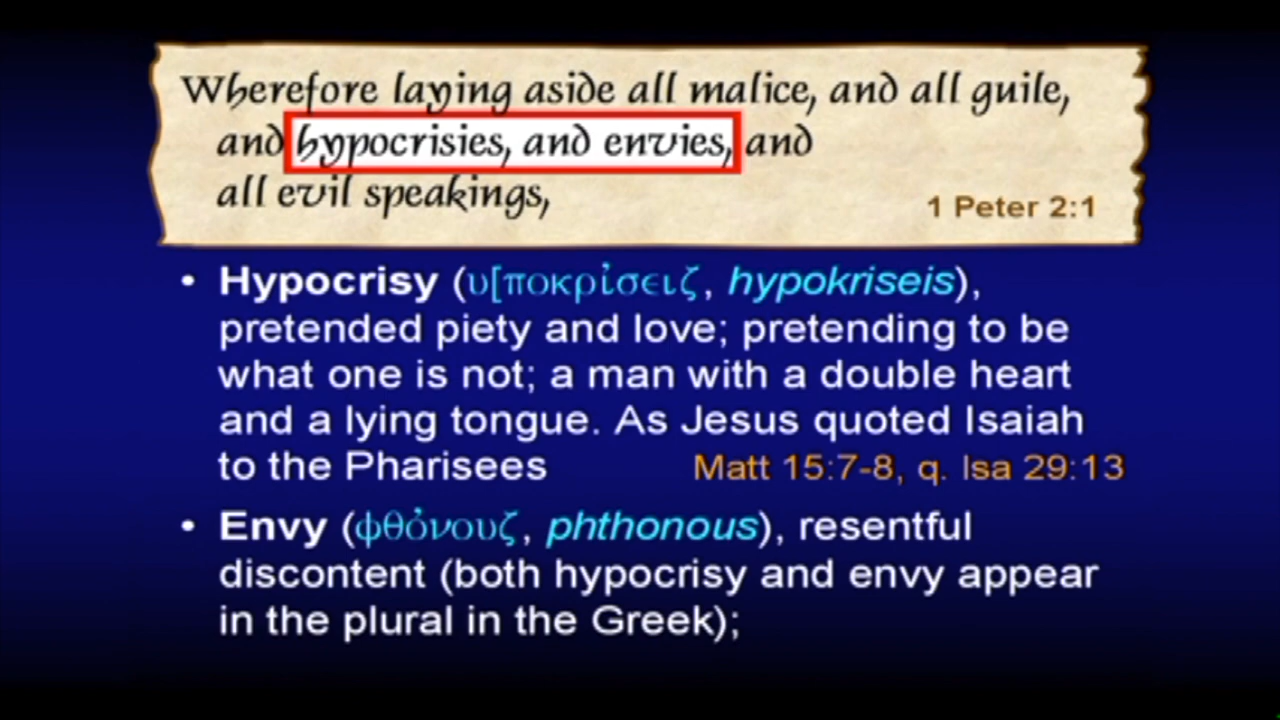 Wherefore laying aside all malice, and all guile,
and hypocrisies, and envies, and
all evil speakings,
1 Peter 2:1
• Hypocrisy (υ[ποκρἰσειζ, hypokriseis),
pretended piety and love; pretending to be
what one is not; a man with a double heart
and a lying tongue. As Jesus quoted Isaiah
to the Pharisees Matt 15:7-8, q. Isa 29:13
• Envy (φθὀνουζ, phthonous), resentful
discontent (both hypocrisy and envy appear
in the plural in the Greek);